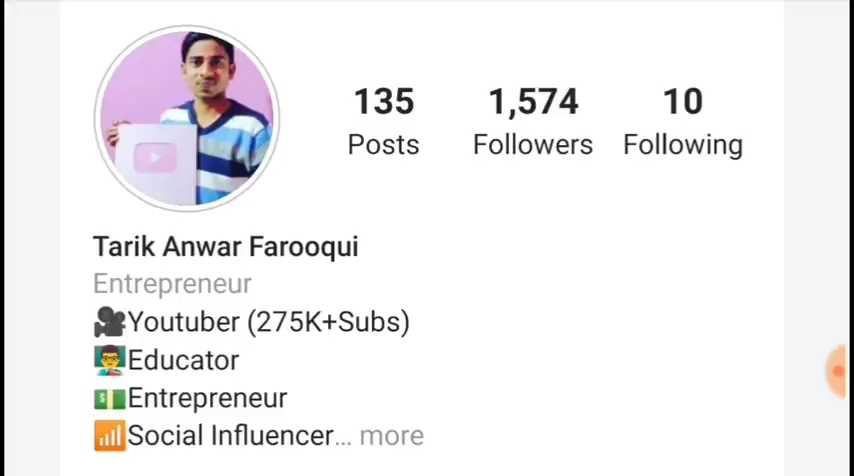 135 1,574 10
Posts Followers Following
Tarik Anwar Farooqui
Entrepreneur
🎥Youtuber (275K+Subs)
👨‍🏫Educator
💵Entrepreneur
📶Social Influencer... more